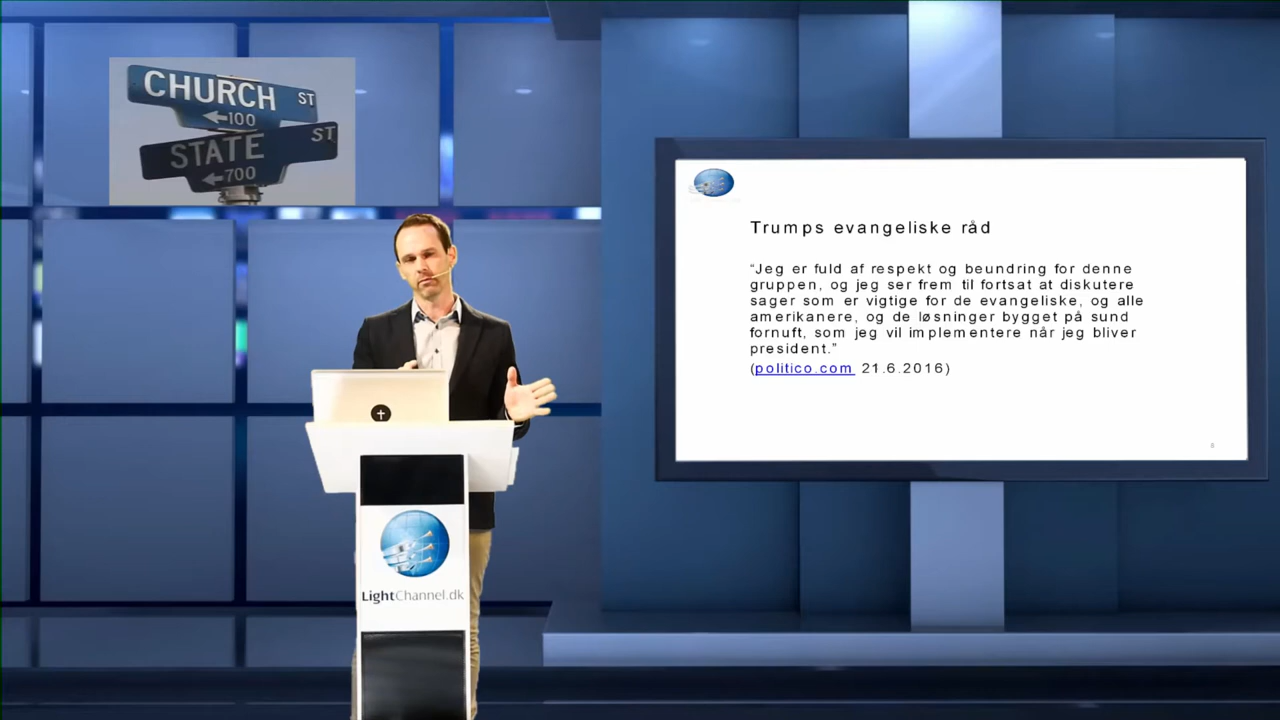 CHURCH ST
←100
STATE ST
←700
Trumps evangeliske råd
“Jeg er fuld af respekt og beundring for denne
gruppen, og jeg ser frem til fortsat at diskutere
sager som er vigtige for de evangeliske, og alle
amerikanere, og de løsninger bygget på sund
fornuft, som jeg vil implementere når jeg bliver
president.”
(politico.com 21.6.2016)
LightChannel.dk